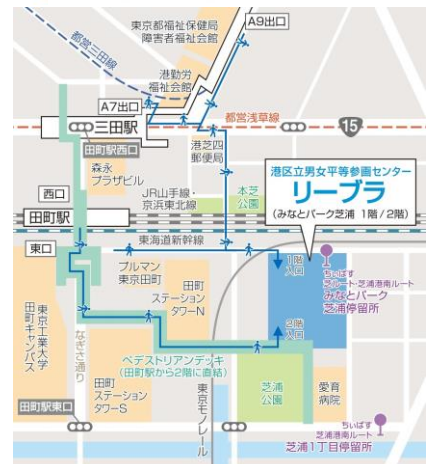 東京都福祉保健局
障害者福祉会館
A9出口
都営三田線
港勤労
福祉会館
A7出口
三田駅
都営浅草線
15
田町駅西口
港芝四
郵便局
森永
プラザビル
港区立男女平等参画センター
リーブラ
(みなとパーク芝浦 1階/2階)
西口
JR山手線・
京浜東北線
本芝
公園
田町駅
東海道新幹線
東口
1階
入口
ちぃばす
芝ルート・芝浦港南ルート
みなとパーク
芝浦停留所
プルマン
東京田町
田町
ステーション
タワーN
東京工業大学
田町キャンパス
なぎさ通り
2階
入口
ペデストリアンデッキ
(田町駅から2階に直結)
田町
ステーション
タワーS
東京モノレール
芝浦
公園
愛育
病院
田町駅東口
ちぃばす
芝浦港南ルート
芝浦1丁目停留所